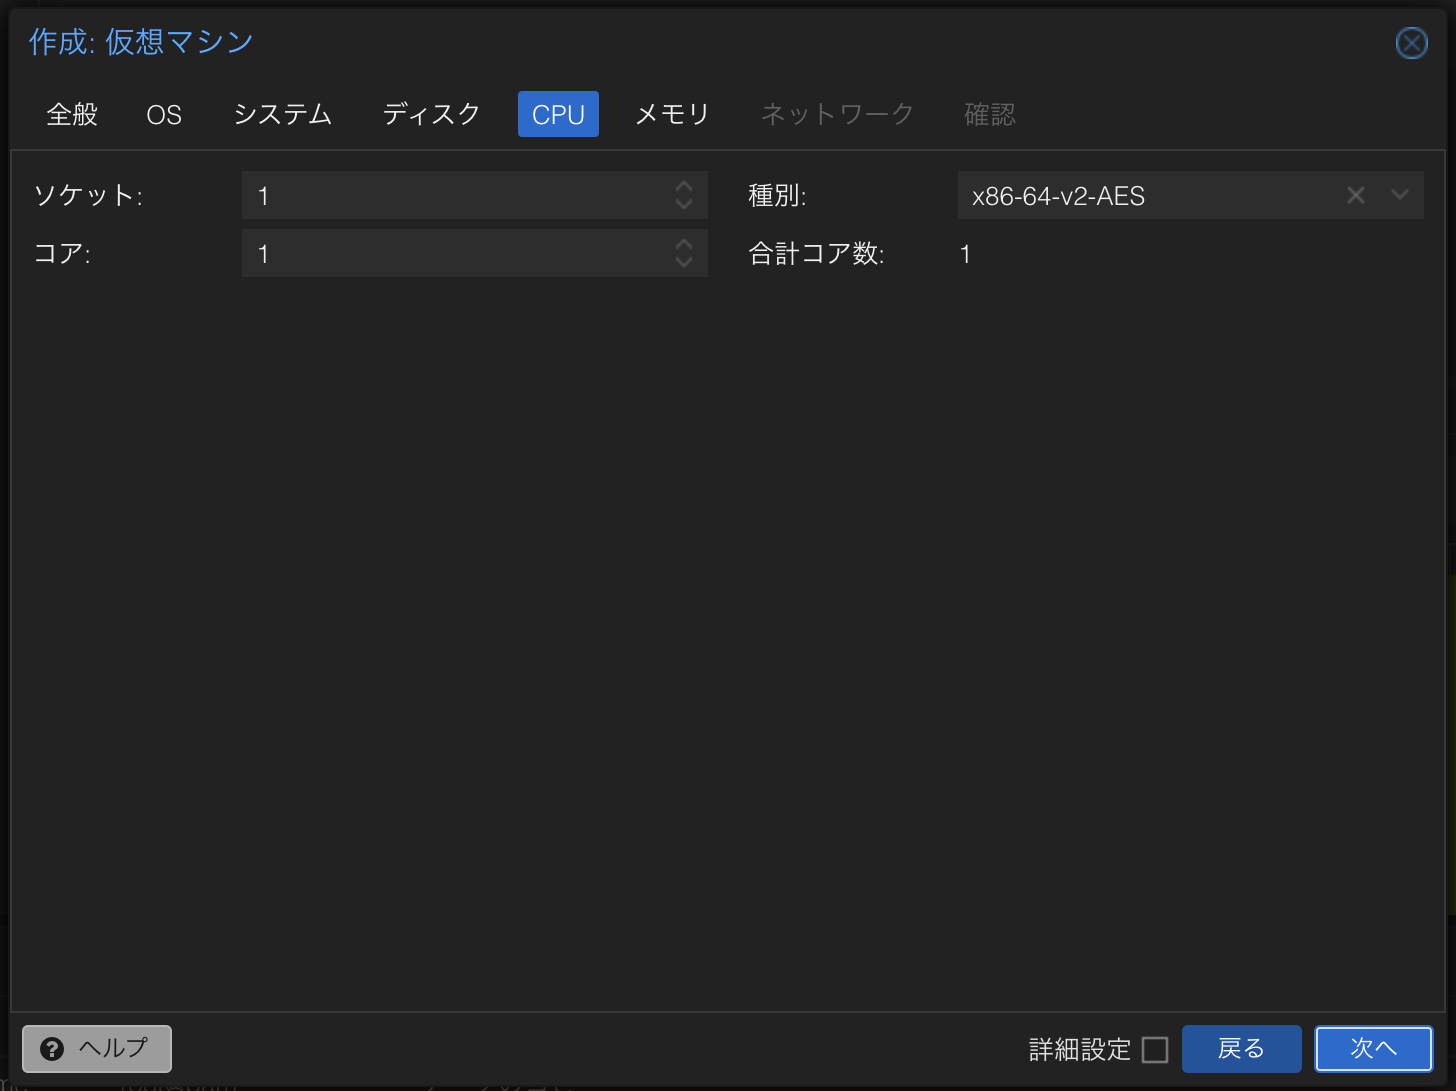 作成: 仮想マシン
全般 OS システム ディスク CPU メモリ ネットワーク 確認
ソケット: 1 種別: x86-64-v2-AES
コア: 1 合計コア数: 1
ヘルプ 詳細設定 戻る 次へ